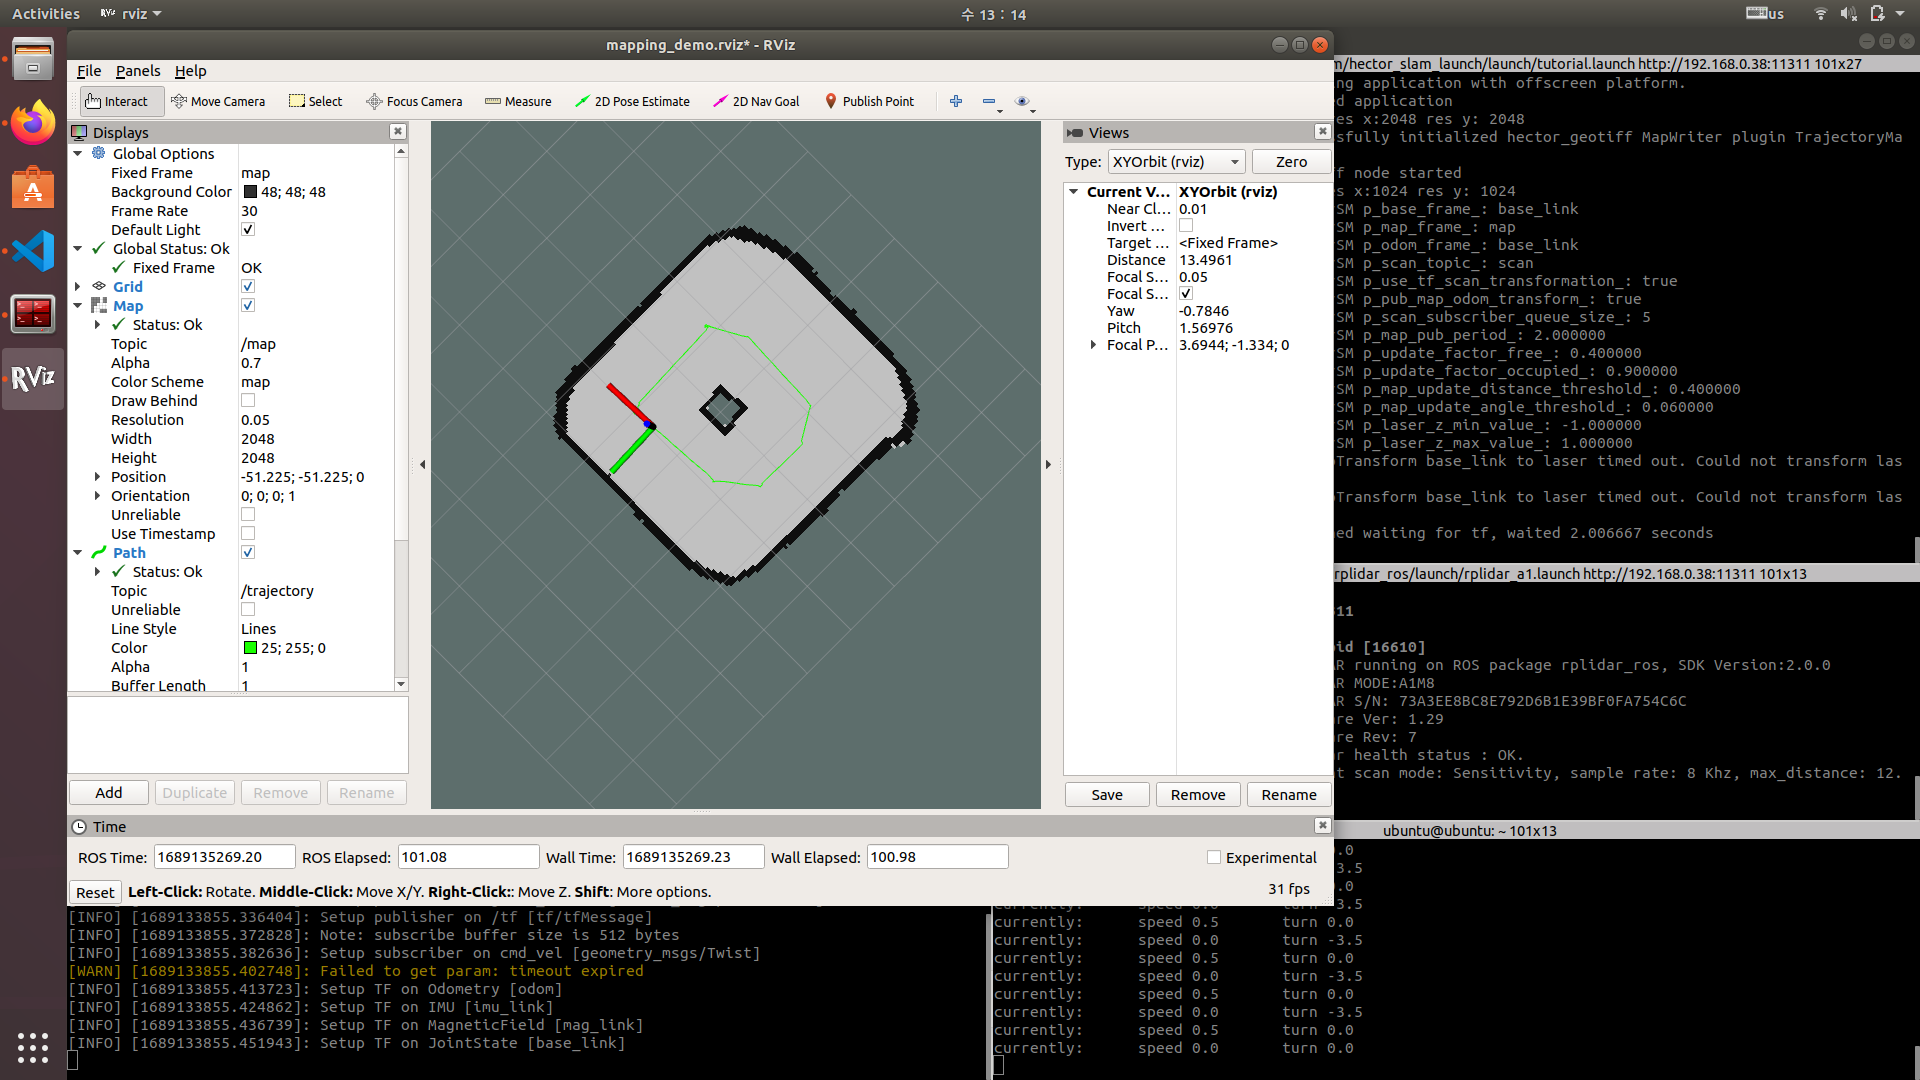 Activities
rviz
수 13 : 14
us
mapping_demo.rviz* - RViz
File Panels Help
Interact Move Camera Select Focus Camera Measure 2D Pose Estimate 2D Nav Goal Publish Point
Displays
Global Options
Fixed Frame map
Background Color 48; 48; 48
Frame Rate 30
Default Light
Global Status: Ok
Fixed Frame OK
Grid
Map
Status: Ok
Topic /map
Alpha 0.7
Color Scheme map
Draw Behind
Resolution 0.05
Width 2048
Height 2048
Position -51.225; -51.225; 0
Orientation 0; 0; 0; 1
Unreliable
Use Timestamp
Path
Status: Ok
Topic /trajectory
Unreliable
Line Style Lines
Color 25; 255; 0
Alpha 1
Buffer Length 1
Add Duplicate Remove Rename
Views
Type: XYOrbit (rviz) Zero
Current V... XYOrbit (rviz)
Near Cl... 0.01
Invert ...
Target ... <Fixed Frame>
Distance 13.4961
Focal S... 0.05
Focal S...
Yaw -0.7846
Pitch 1.56976
Focal P... 3.6944; -1.334; 0
Save Remove Rename
Time
ROS Time: 1689135269.20 ROS Elapsed: 101.08 Wall Time: 1689135269.23 Wall Elapsed: 100.98 Experimental
Reset Left-Click: Rotate. Middle-Click: Move X/Y. Right-Click:: Move Z. Shift: More options. 31 fps
RViz
m/hector_slam_launch/launch/tutorial.launch http://192.168.0.38:11311 101x27
ng application with offscreen platform.
d application
es x:2048 res y: 2048
sfully initialized hector_geotiff MapWriter plugin TrajectoryMa
f node started
es x:1024 res y: 1024
SM p_base_frame_: base_link
SM p_map_frame_: map
SM p_odom_frame_: base_link
SM p_scan_topic_: scan
SM p_use_tf_scan_transformation_: true
SM p_pub_map_odom_transform_: true
SM p_scan_subscriber_queue_size_: 5
SM p_map_pub_period_: 2.000000
SM p_update_factor_free_: 0.400000
SM p_update_factor_occupied_: 0.900000
SM p_map_update_distance_threshold_: 0.400000
SM p_map_update_angle_threshold_: 0.060000
SM p_laser_z_min_value_: -1.000000
SM p_laser_z_max_value_: 1.000000
oTransform base_link to laser timed out. Could not transform las
oTransform base_link to laser timed out. Could not transform las
ed waiting for tf, waited 2.006667 seconds
rplidar_ros/launch/rplidar_a1.launch http://192.168.0.38:11311 101x13
311
oid [16610]
AR running on ROS package rplidar_ros, SDK Version:2.0.0
AR MODE:A1M8
AR S/N: 73A3EE8BC8E792D6B1E39BF0FA754C6C
re Ver: 1.29
re Rev: 7
r health status : OK.
t scan mode: Sensitivity, sample rate: 8 Khz, max_distance: 12.
ubuntu@ubuntu: ~ 101x13
.0
3.5
.0
currently: speed 0.0 turn -3.5
currently: speed 0.5 turn 0.0
currently: speed 0.0 turn -3.5
currently: speed 0.5 turn 0.0
currently: speed 0.0 turn -3.5
currently: speed 0.5 turn 0.0
currently: speed 0.0 turn -3.5
currently: speed 0.5 turn 0.0
currently: speed 0.0 turn 0.0
[INFO] [1689133855.336404]: Setup publisher on /tf [tf/tfMessage]
[INFO] [1689133855.372828]: Note: subscribe buffer size is 512 bytes
[INFO] [1689133855.382636]: Setup subscriber on cmd_vel [geometry_msgs/Twist]
[WARN] [1689133855.402748]: Failed to get param: timeout expired
[INFO] [1689133855.413723]: Setup TF on Odometry [odom]
[INFO] [1689133855.424862]: Setup TF on IMU [imu_link]
[INFO] [1689133855.436739]: Setup TF on MagneticField [mag_link]
[INFO] [1689133855.451943]: Setup TF on JointState [base_link]